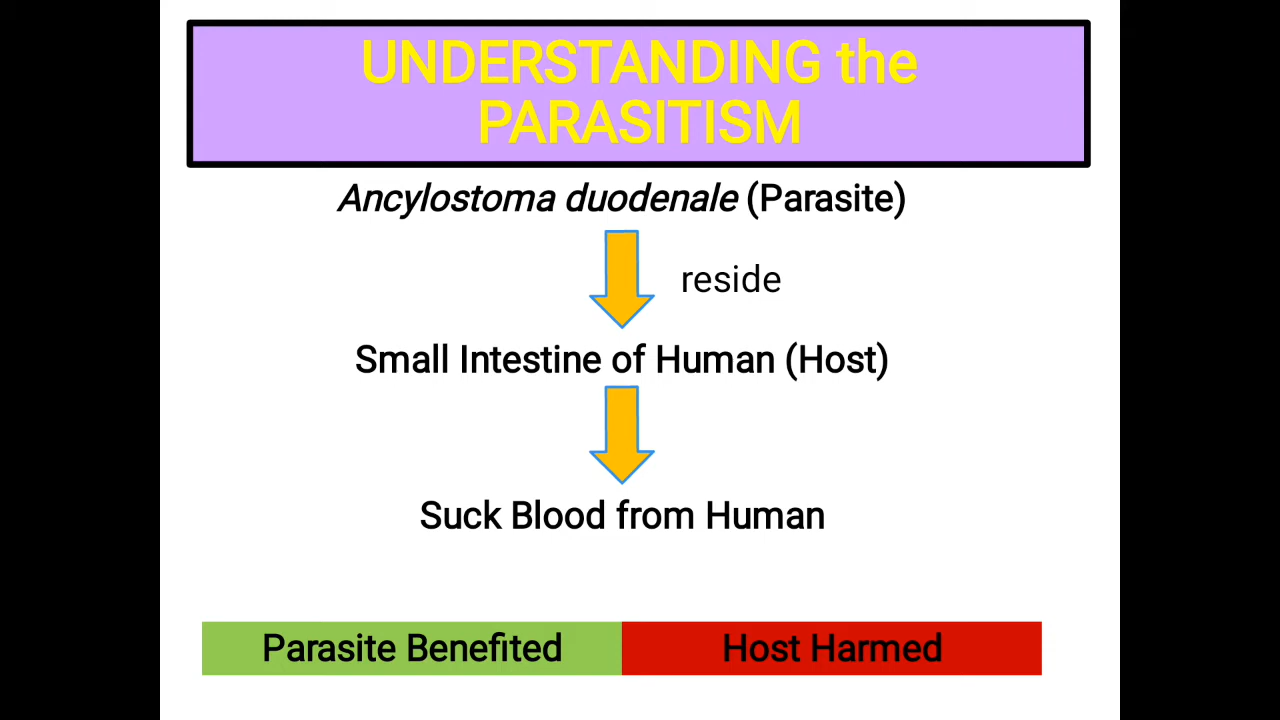 UNDERSTANDING the
PARASITISM
Ancylostoma duodenale (Parasite)
reside
Small Intestine of Human (Host)
Suck Blood from Human
Parasite Benefited
Host Harmed